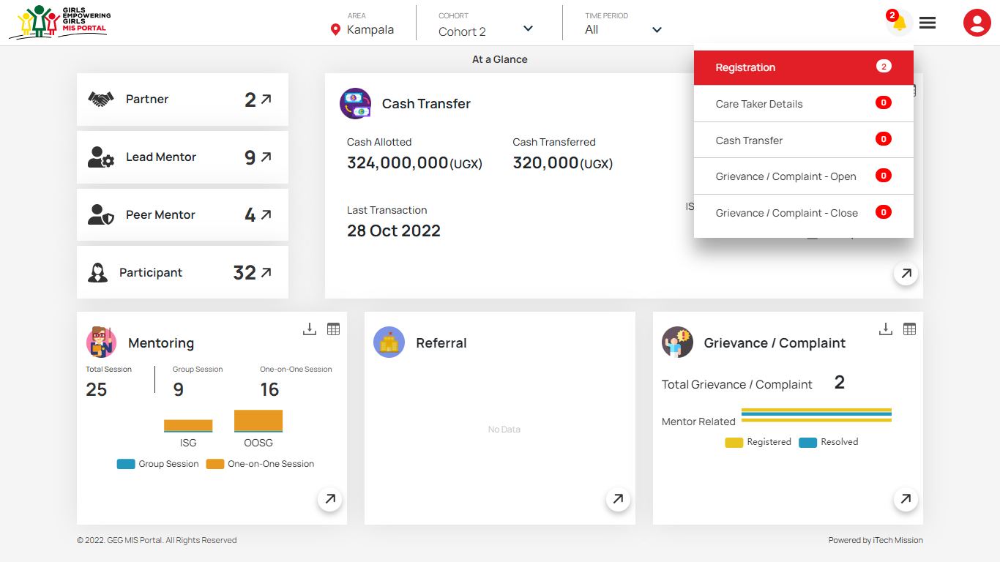 GIRLS
EMPOWERING
GIRLS
MIS PORTAL
AREA
Kampala
COHORT
Cohort 2
TIME PERIOD
All
2
At a Glance
Registration 2
Care Taker Details 0
Cash Transfer 0
Grievance / Complaint - Open 0
Grievance / Complaint - Close 0
Partner 2
Lead Mentor 9
Peer Mentor 4
Participant 32
Cash Transfer
Cash Allotted
324,000,000(UGX)
Cash Transferred
320,000(UGX)
Last Transaction
28 Oct 2022
IS
Mentoring
Total Session
25
Group Session
9
One-on-One Session
16
ISG OOSG
Group Session One-on-One Session
Referral
No Data
Grievance / Complaint
Total Grievance / Complaint 2
Mentor Related
Registered Resolved
© 2022. GEG MIS Portal. All Rights Reserved
Powered by iTech Mission